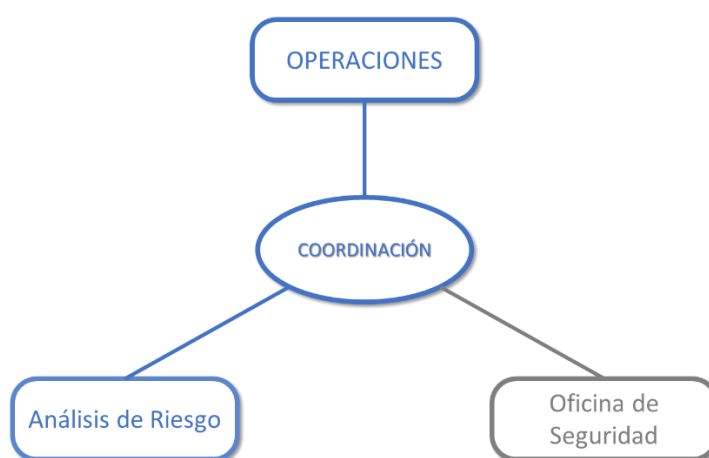 OPERACIONES
COORDINACIÓN
Análisis de Riesgo
Oficina de
Seguridad